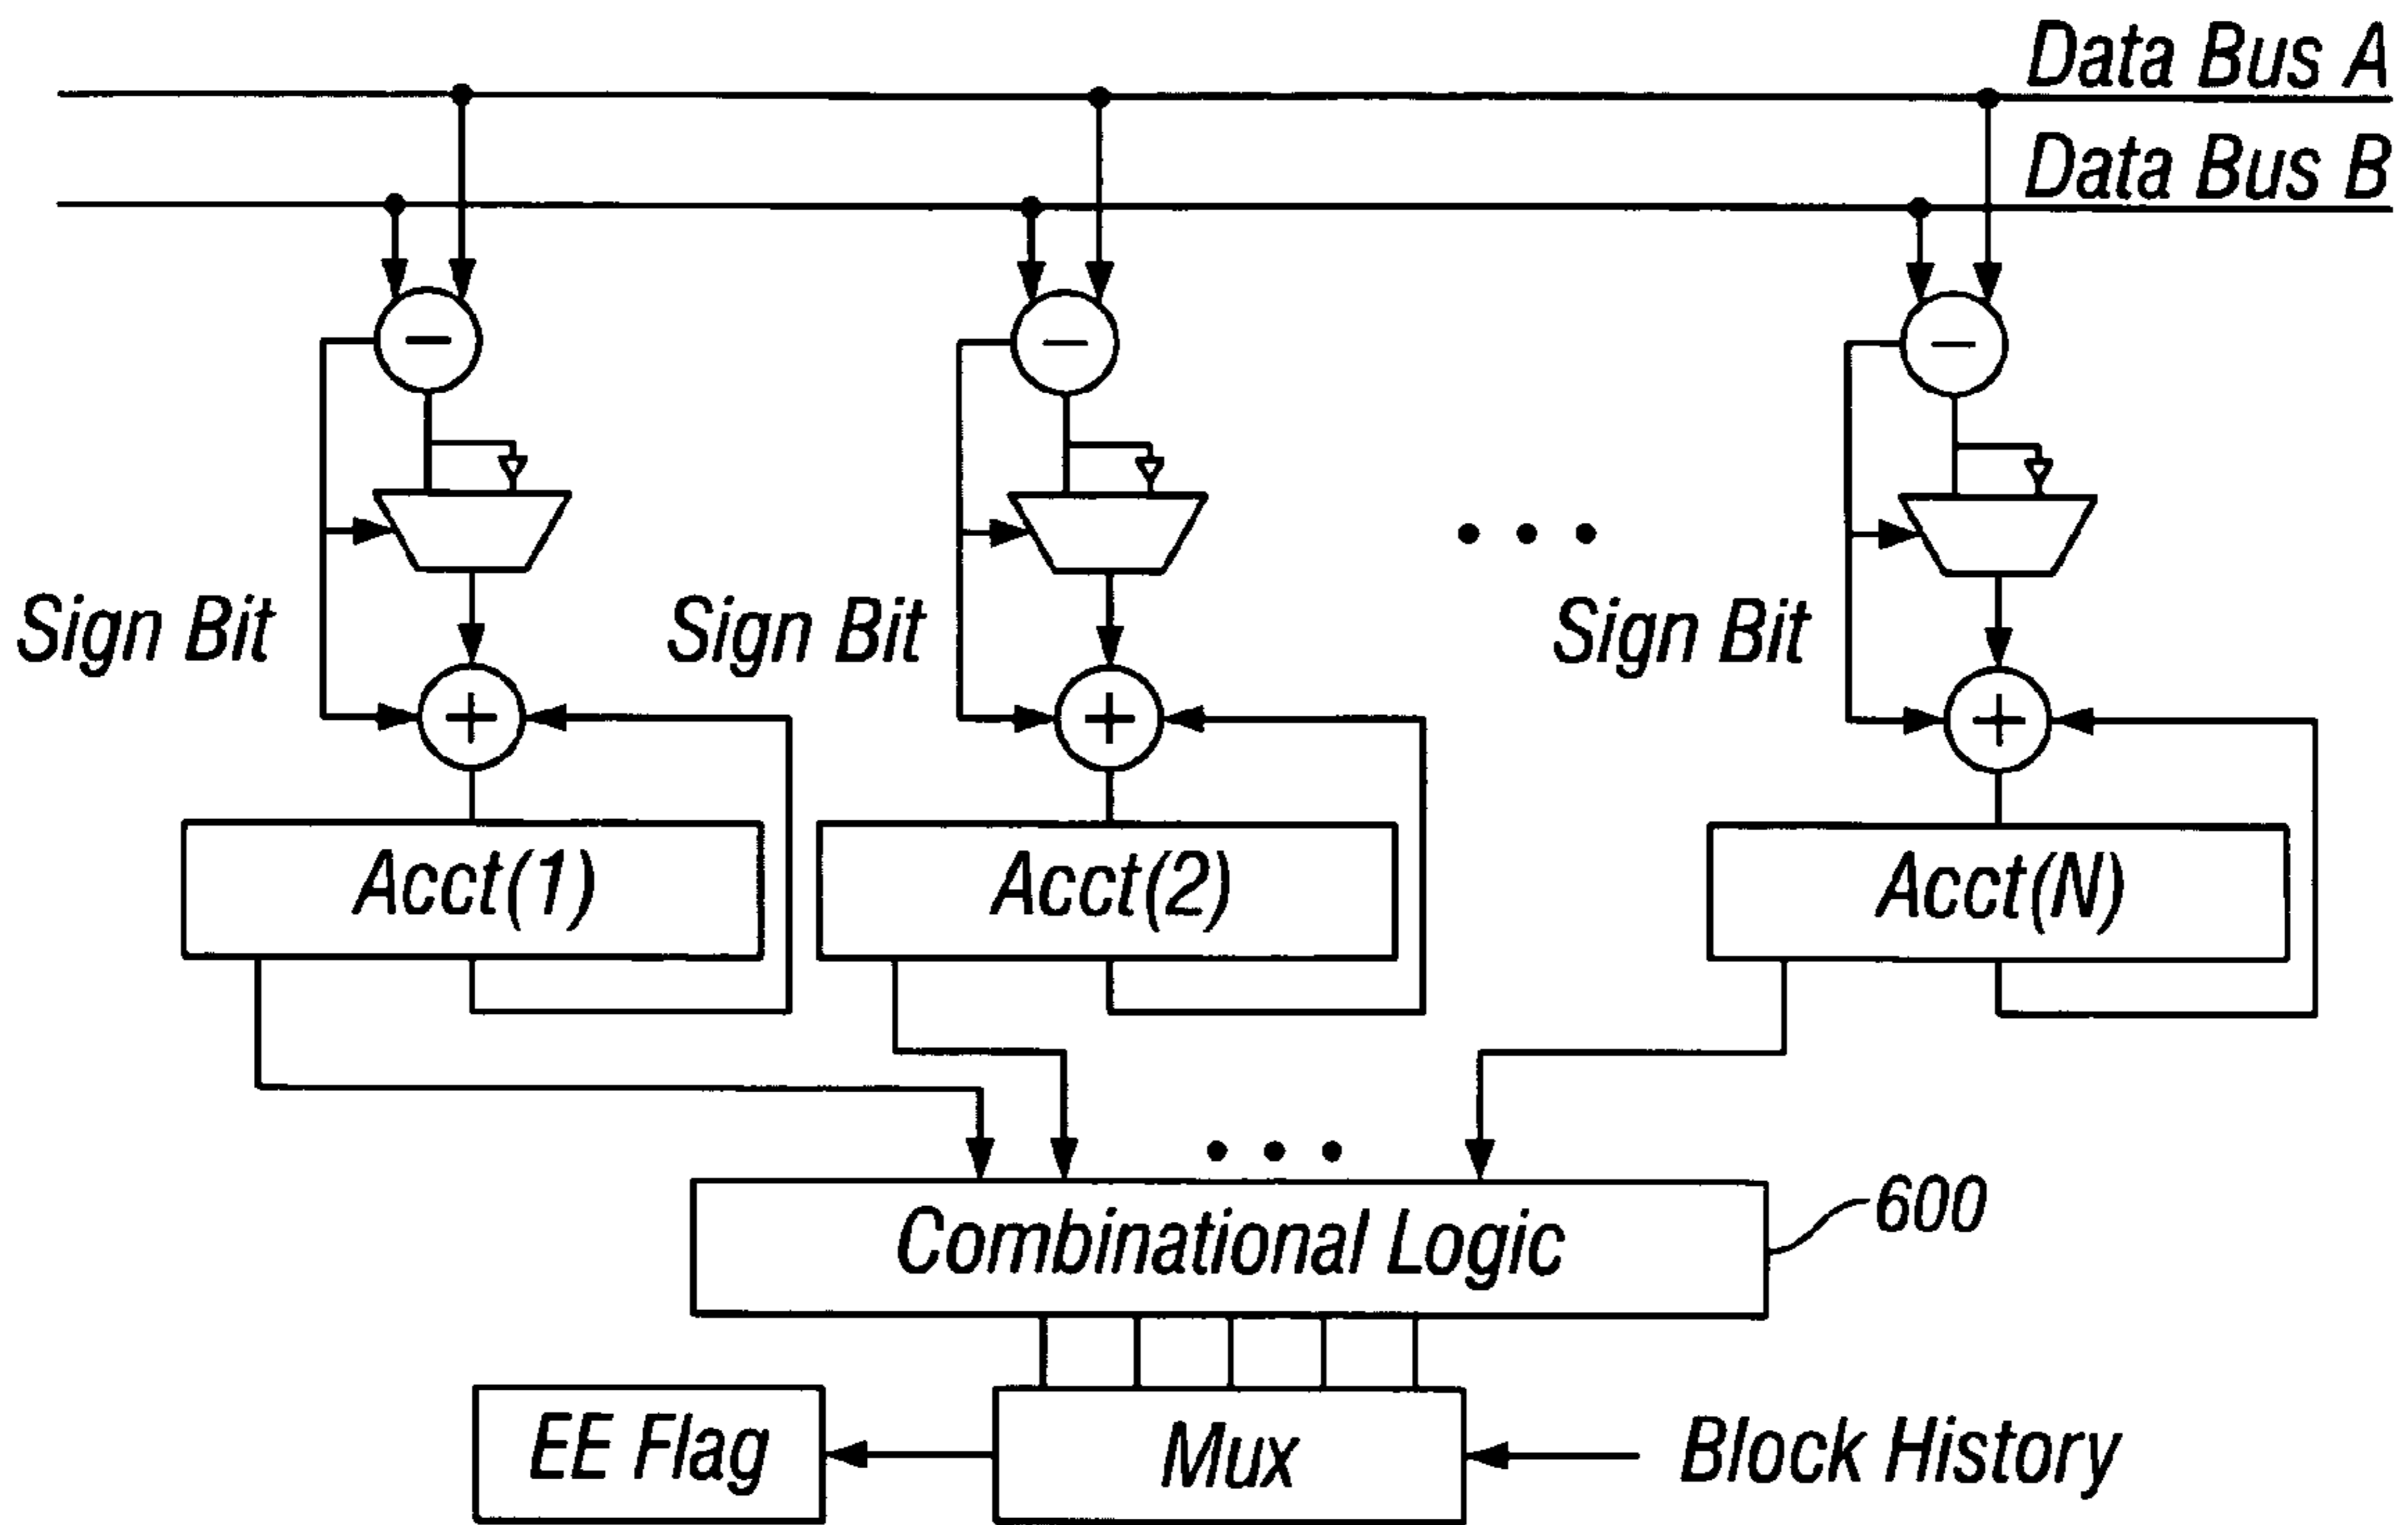 Data Bus A
Data Bus B
Sign Bit
Sign Bit
Sign Bit
Acct(1)
Acct(2)
Acct(N)
Combinational Logic
600
EE Flag
Mux
Block History